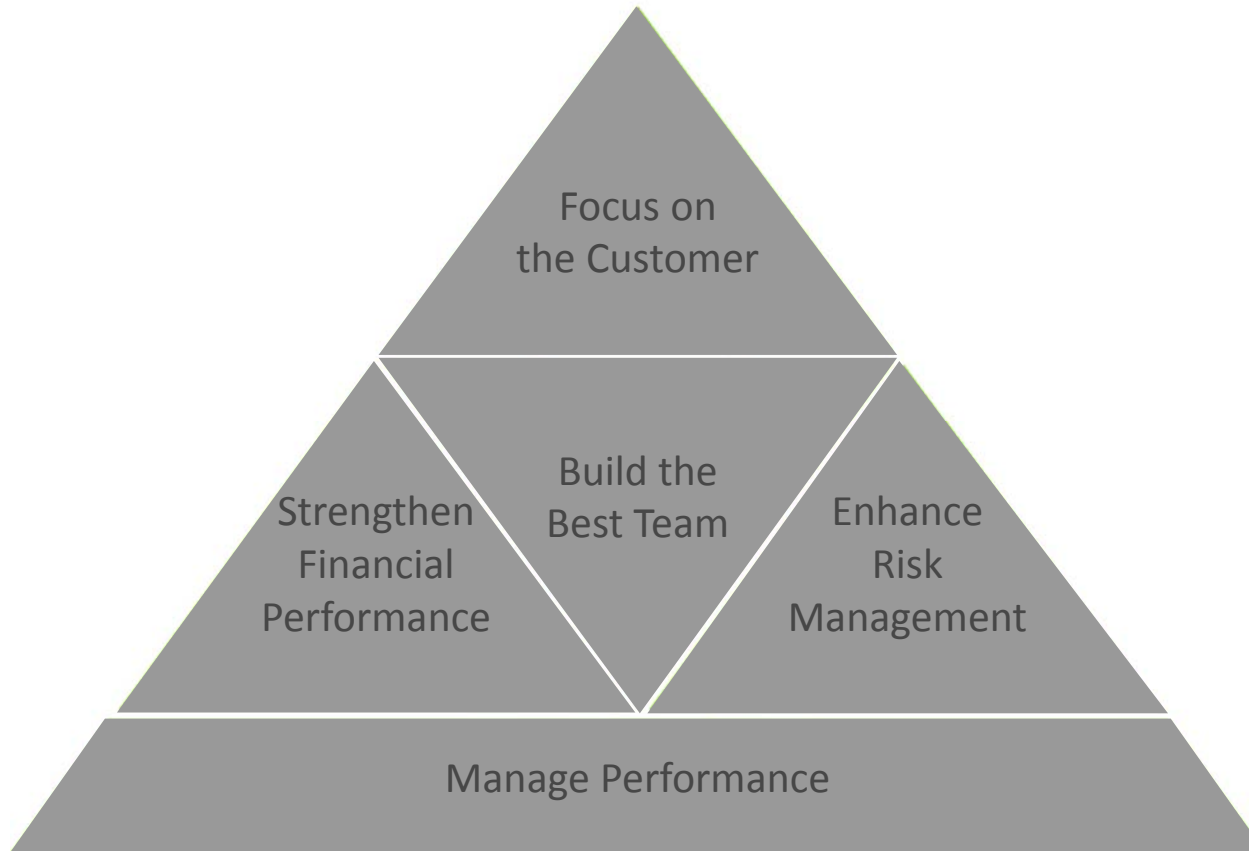 Focus on
the Customer
Build the
Best Team
Strengthen
Financial
Performance
Enhance
Risk
Management
Manage Performance